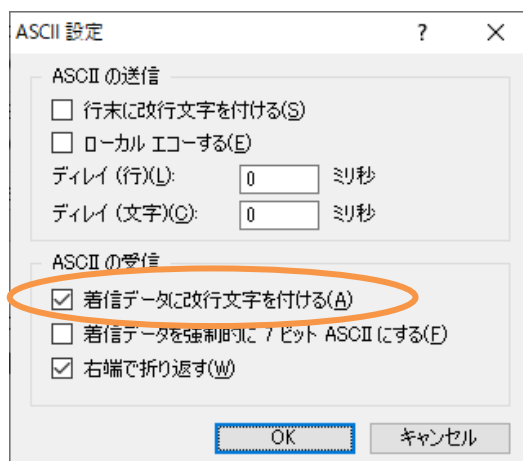 ASCII 設定 ?
ASCII の送信
行末に改行文字を付ける(S)
ローカル エコーする(E)
ディレイ (行)(L): 0 ミリ秒
ディレイ (文字)(C): 0 ミリ秒
ASCII の受信
着信データに改行文字を付ける(A)
着信データを強制的に 7 ビット ASCII にする(F)
右端で折り返す(W)
OK キャンセル